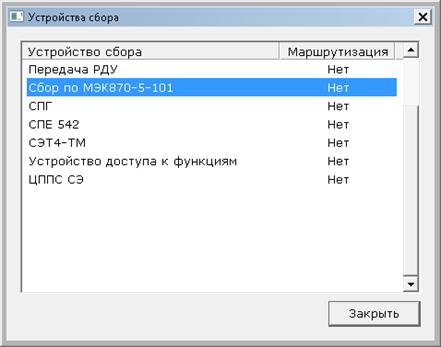 Устройства сбора
Устройство сбора Маршрутизация
Передача РДУ Нет
Сбор по МЭК870-5-101 Нет
СПГ Нет
СПЕ 542 Нет
СЭТ4-ТМ Нет
Устройство доступа к функциям Нет
ЦППС СЭ Нет
Закрыть